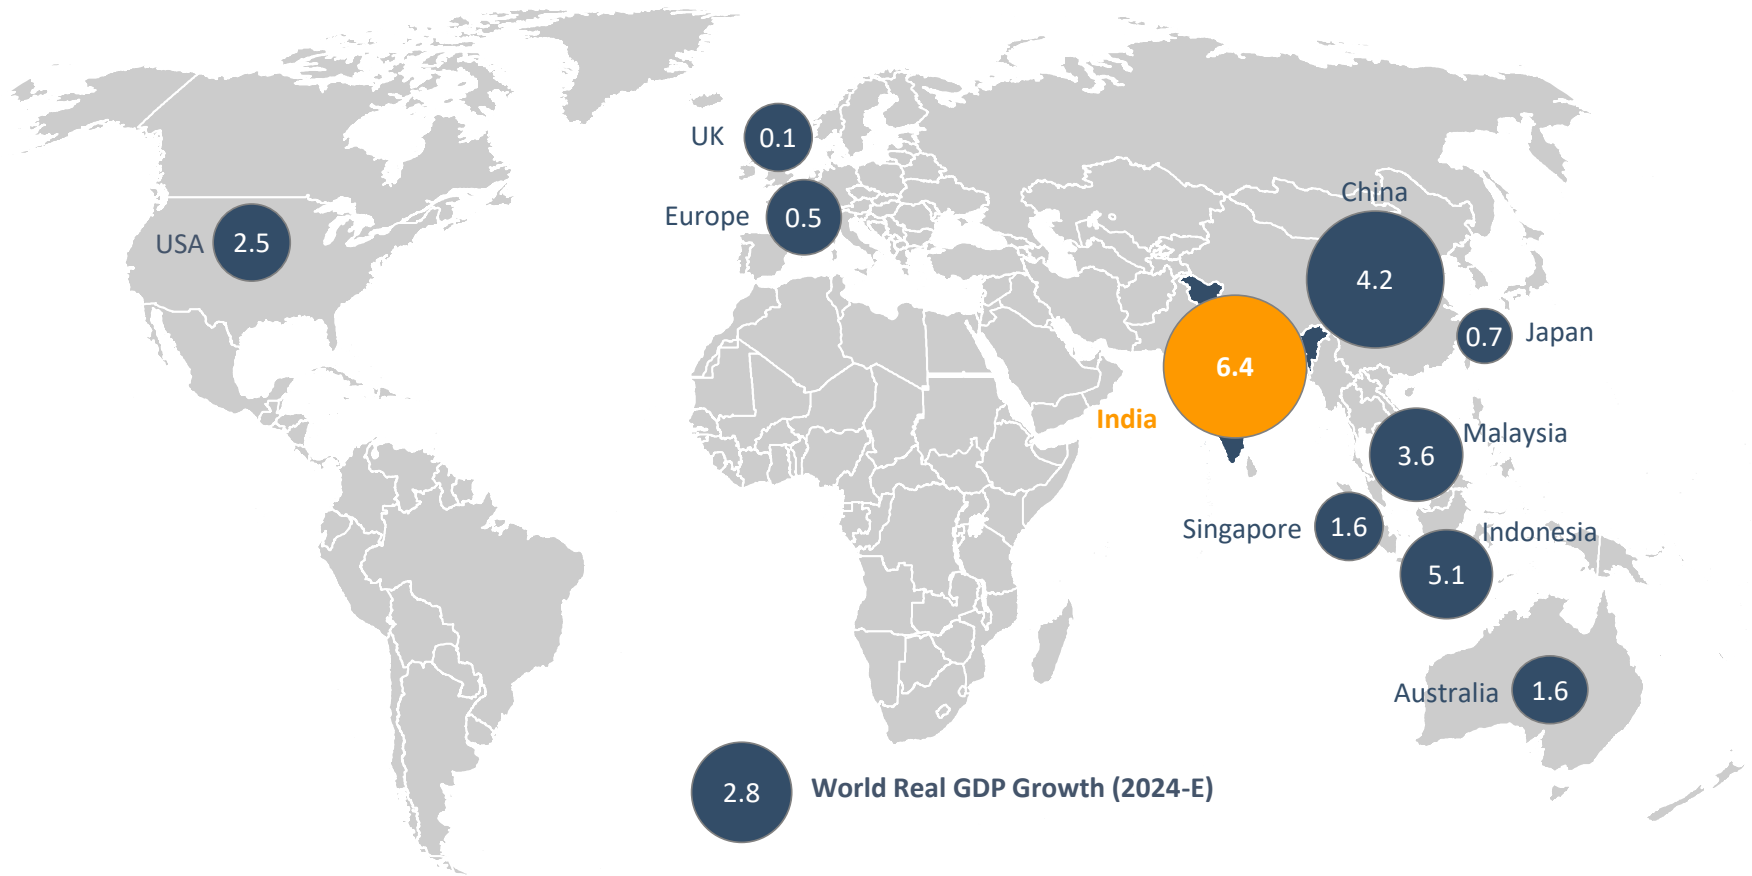 UK 0.1
China
Europe 0.5
USA 2.5
4.2
0.7 Japan
6.4
India
Malaysia
3.6
Singapore 1.6
Indonesia
5.1
Australia 1.6
2.8 World Real GDP Growth (2024-E)